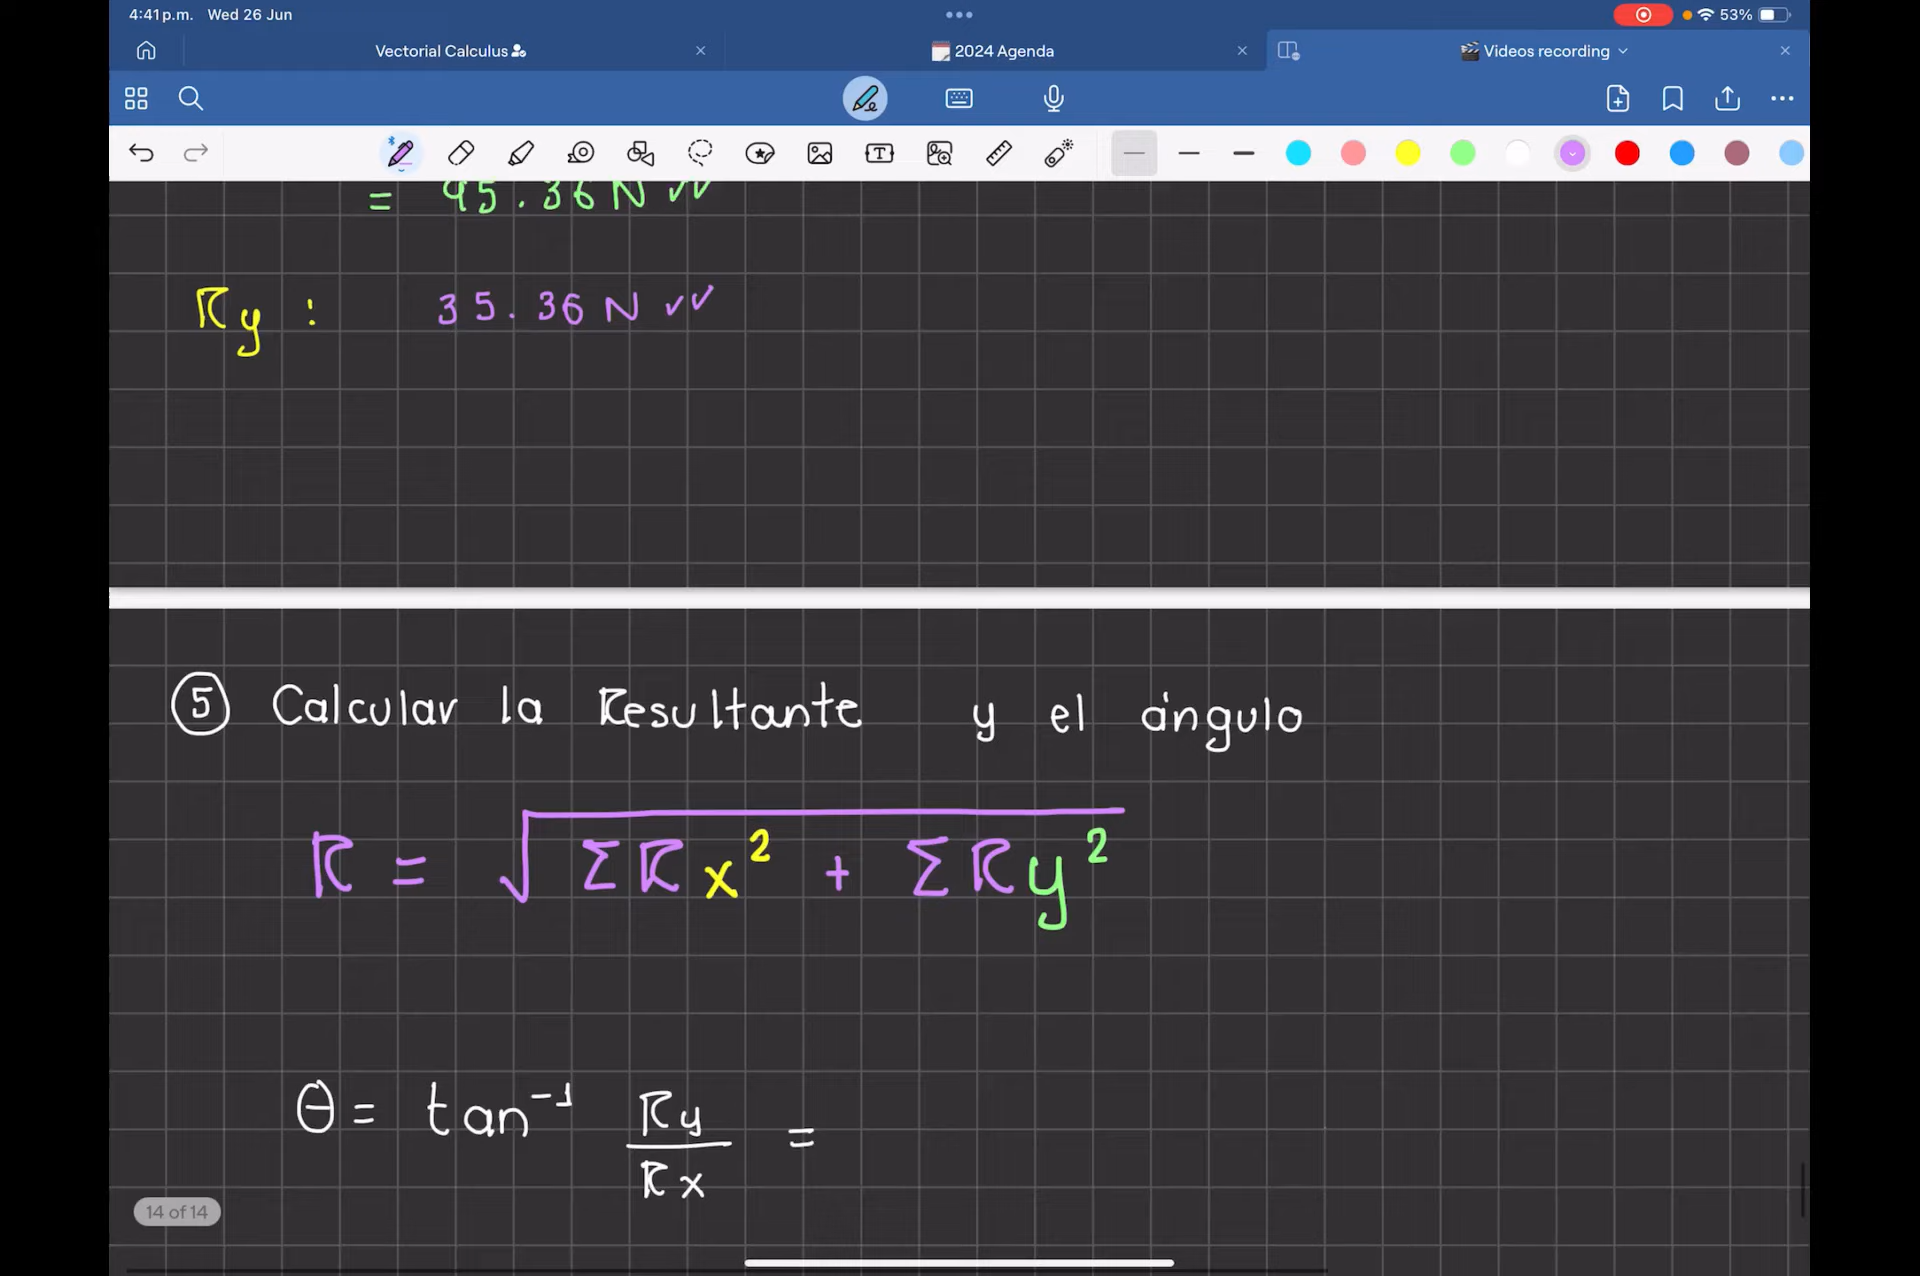 4:41 p.m. Wed 26 Jun
53%
Vectorial Calculus
2024 Agenda
Videos recording
= 95.36 N
Ry : 35.36 N
5 Calcular la Resultante y el ángulo
R = √ΣRx² + ΣRy²
θ = tan⁻¹ Ry/Rx =
14 of 14